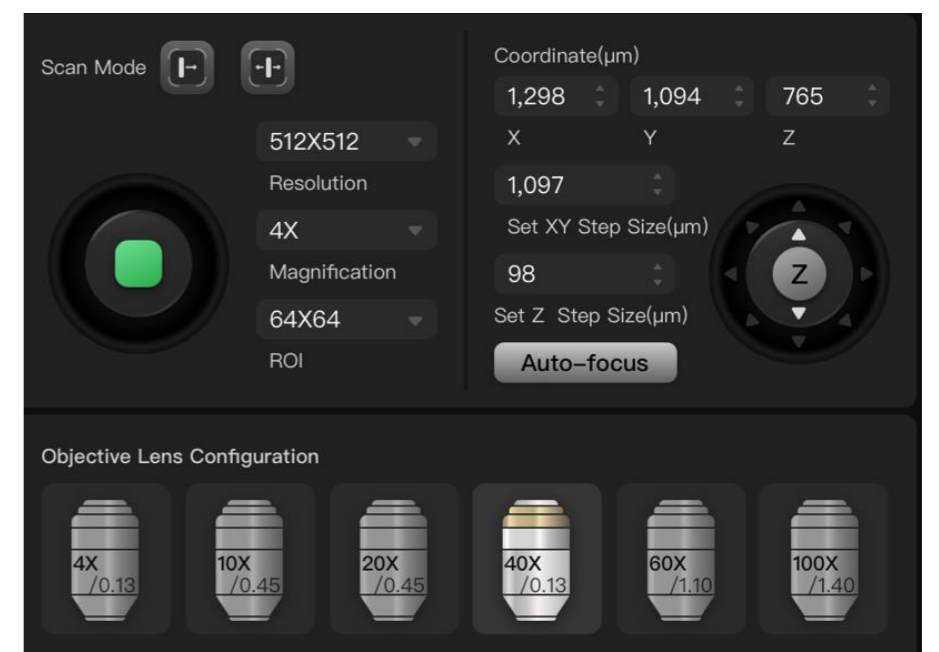 Scan Mode
512X512
Resolution
4X
Magnification
64X64
ROI
Coordinate(μm)
1,298 1,094 765
X Y Z
1,097
Set XY Step Size(μm)
98
Set Z Step Size(μm)
Z
Auto-focus
Objective Lens Configuration
4X
/0.13
10X
/0.45
20X
/0.45
40X
/0.13
60X
/1.10
100X
/1.40